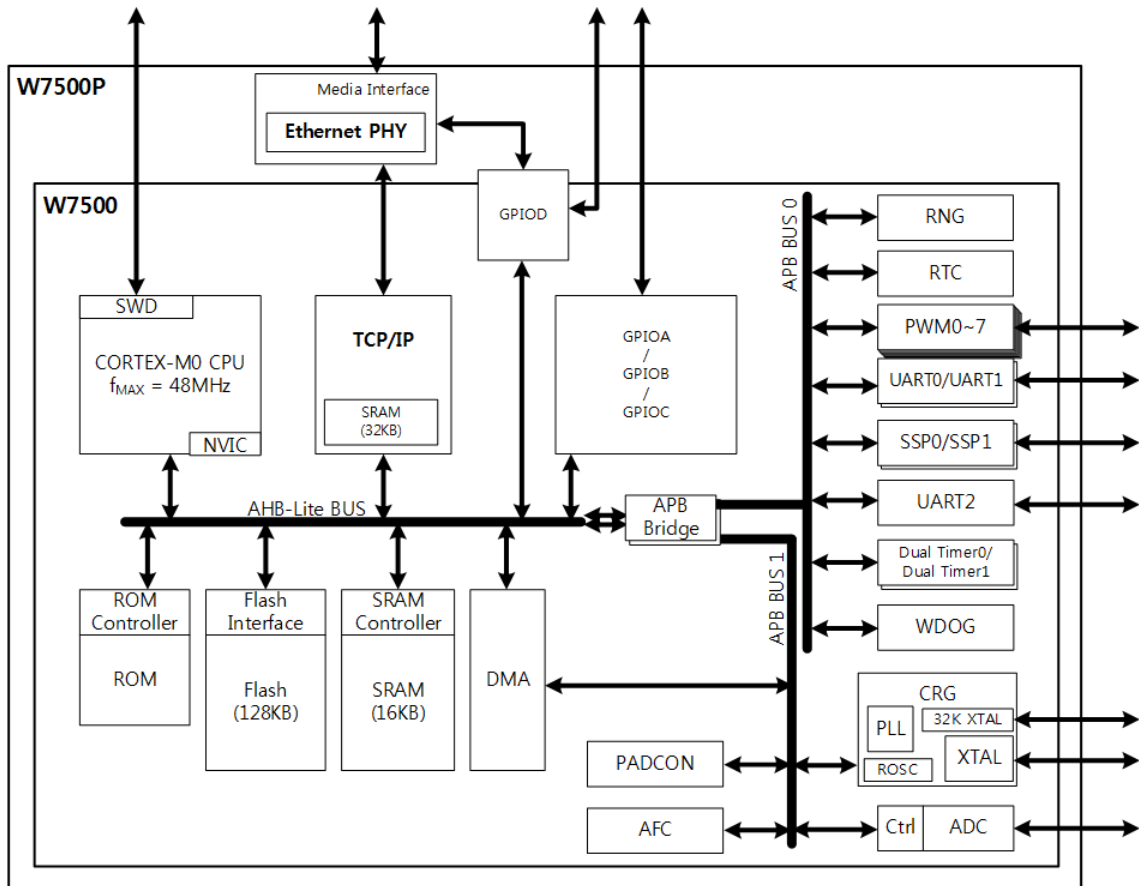 W7500P
Media Interface
Ethernet PHY
W7500
GPIOD
APB BUS 0
RNG
RTC
PWM0~7
UART0/UART1
SSP0/SSP1
UART2
Dual Timer0/
Dual Timer1
WDOG
SWD
CORTEX-M0 CPU
fMAX = 48MHz
NVIC
TCP/IP
SRAM
(32KB)
GPIOA
/
GPIOB
/
GPIOC
AHB-Lite BUS
APB
Bridge
APB BUS 1
ROM
Controller
ROM
Flash
Interface
Flash
(128KB)
SRAM
Controller
SRAM
(16KB)
DMA
PADCON
AFC
CRG
PLL
32K XTAL
ROSC
XTAL
Ctrl
ADC